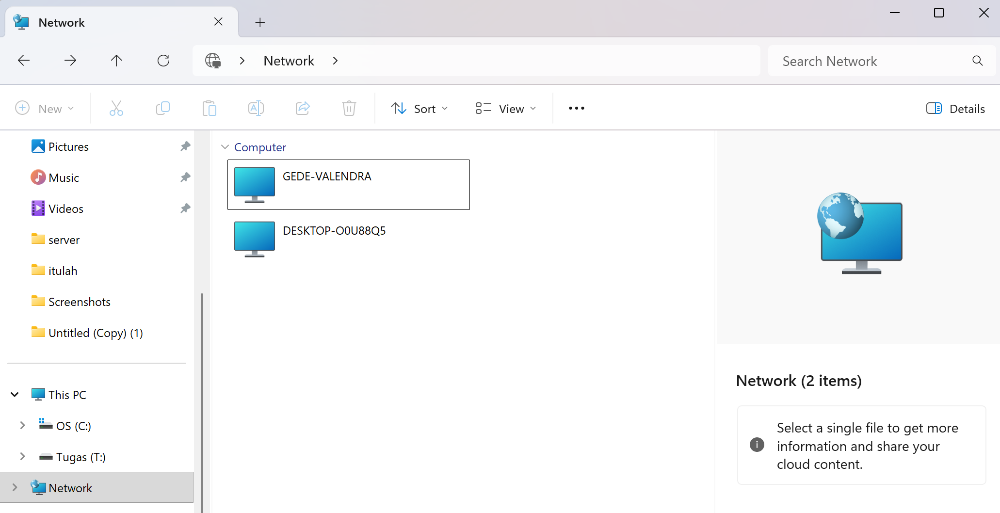 Network
Network
Search Network
New
Sort
View
Details
Pictures
Music
Videos
server
itulah
Screenshots
Untitled (Copy) (1)
This PC
OS (C:)
Tugas (T:)
Network
Computer
GEDE-VALENDRA
DESKTOP-O0U88Q5
Network (2 items)
Select a single file to get more
information and share your
cloud content.